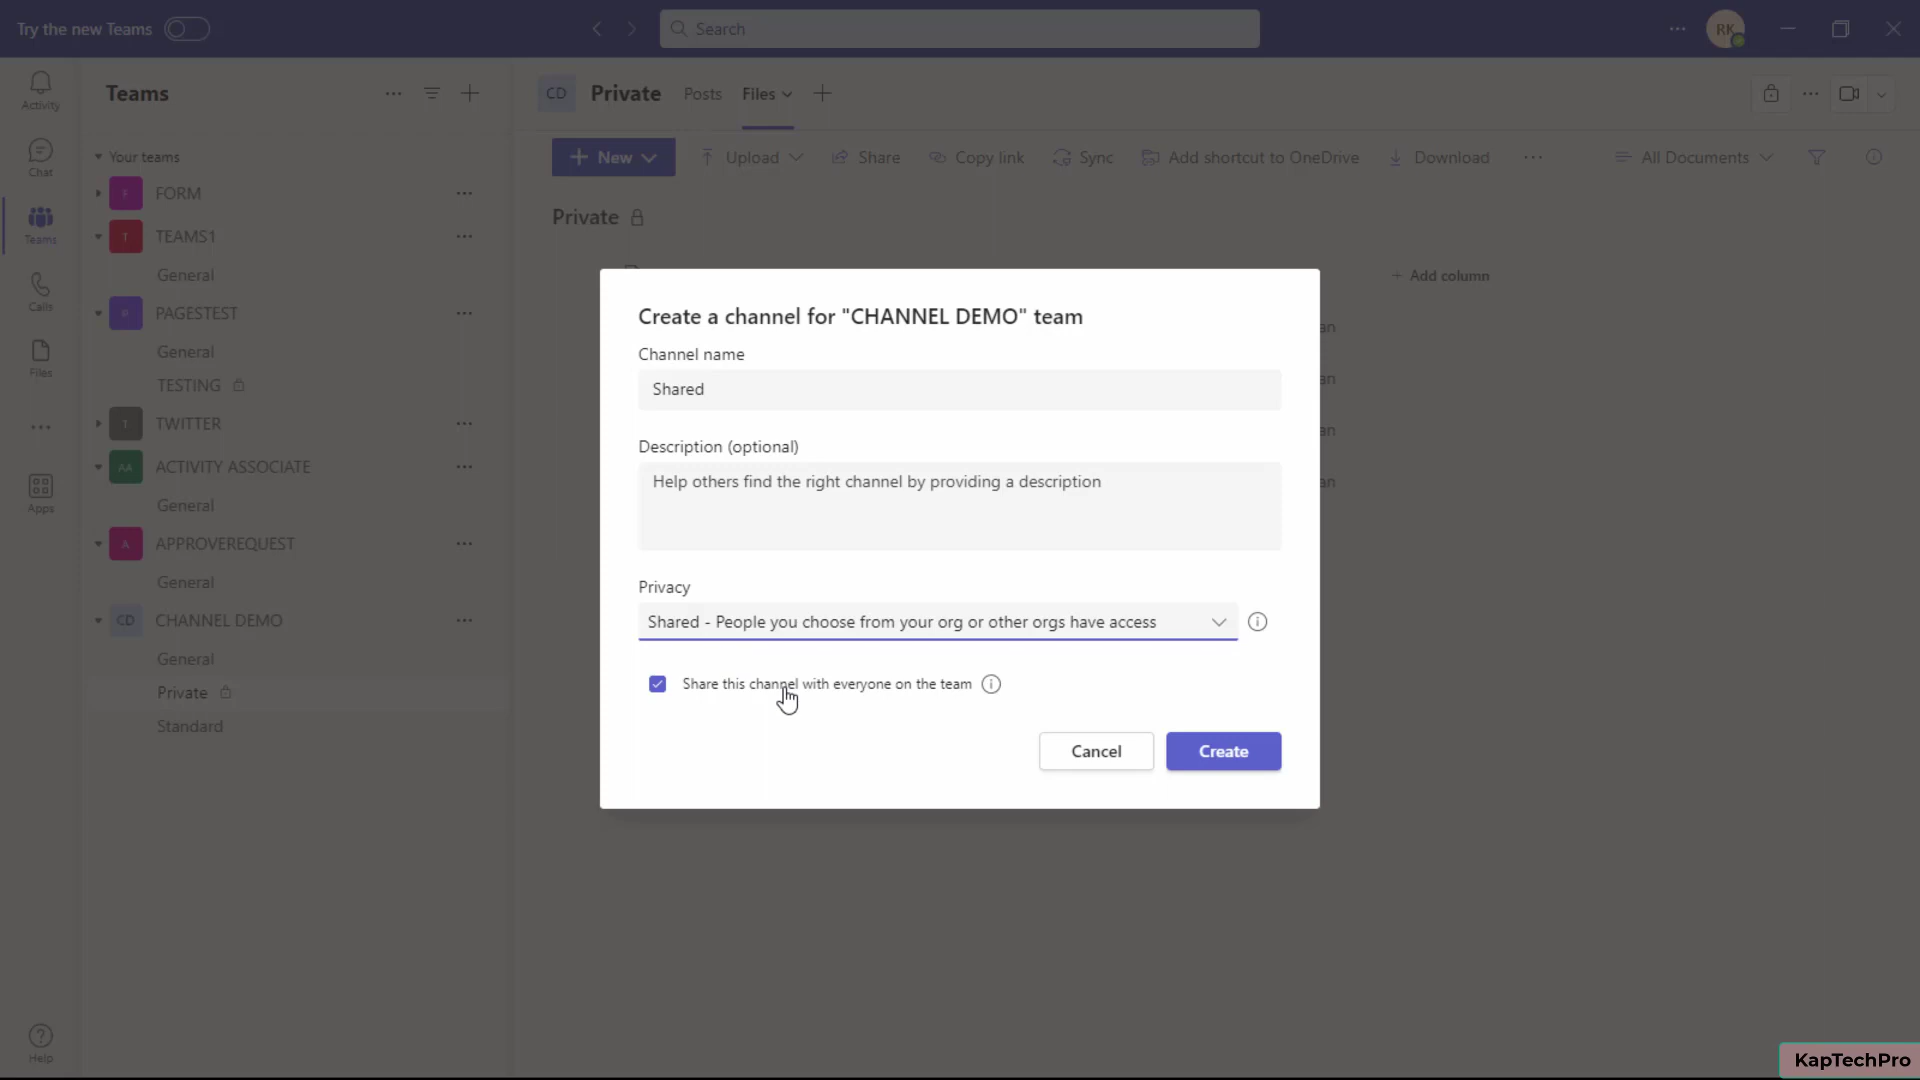 Try the new Teams
Search
RK
Activity
Chat
Teams
Calls
Files
Apps
Help
Teams
Your teams
F FORM
T TEAMS1
General
P PAGESTEST
General
TESTING
T TWITTER
AA ACTIVITY ASSOCIATE
General
A APPROVEREQUEST
General
CD CHANNEL DEMO
General
Private
Standard
CD Private Posts Files
New Upload Share Copy link Sync Add shortcut to OneDrive Download All Documents
Private
Add column
Create a channel for "CHANNEL DEMO" team
Channel name
Shared
Description (optional)
Help others find the right channel by providing a description
Privacy
Shared - People you choose from your org or other orgs have access
Share this channel with everyone on the team
Cancel Create
KapTechPro